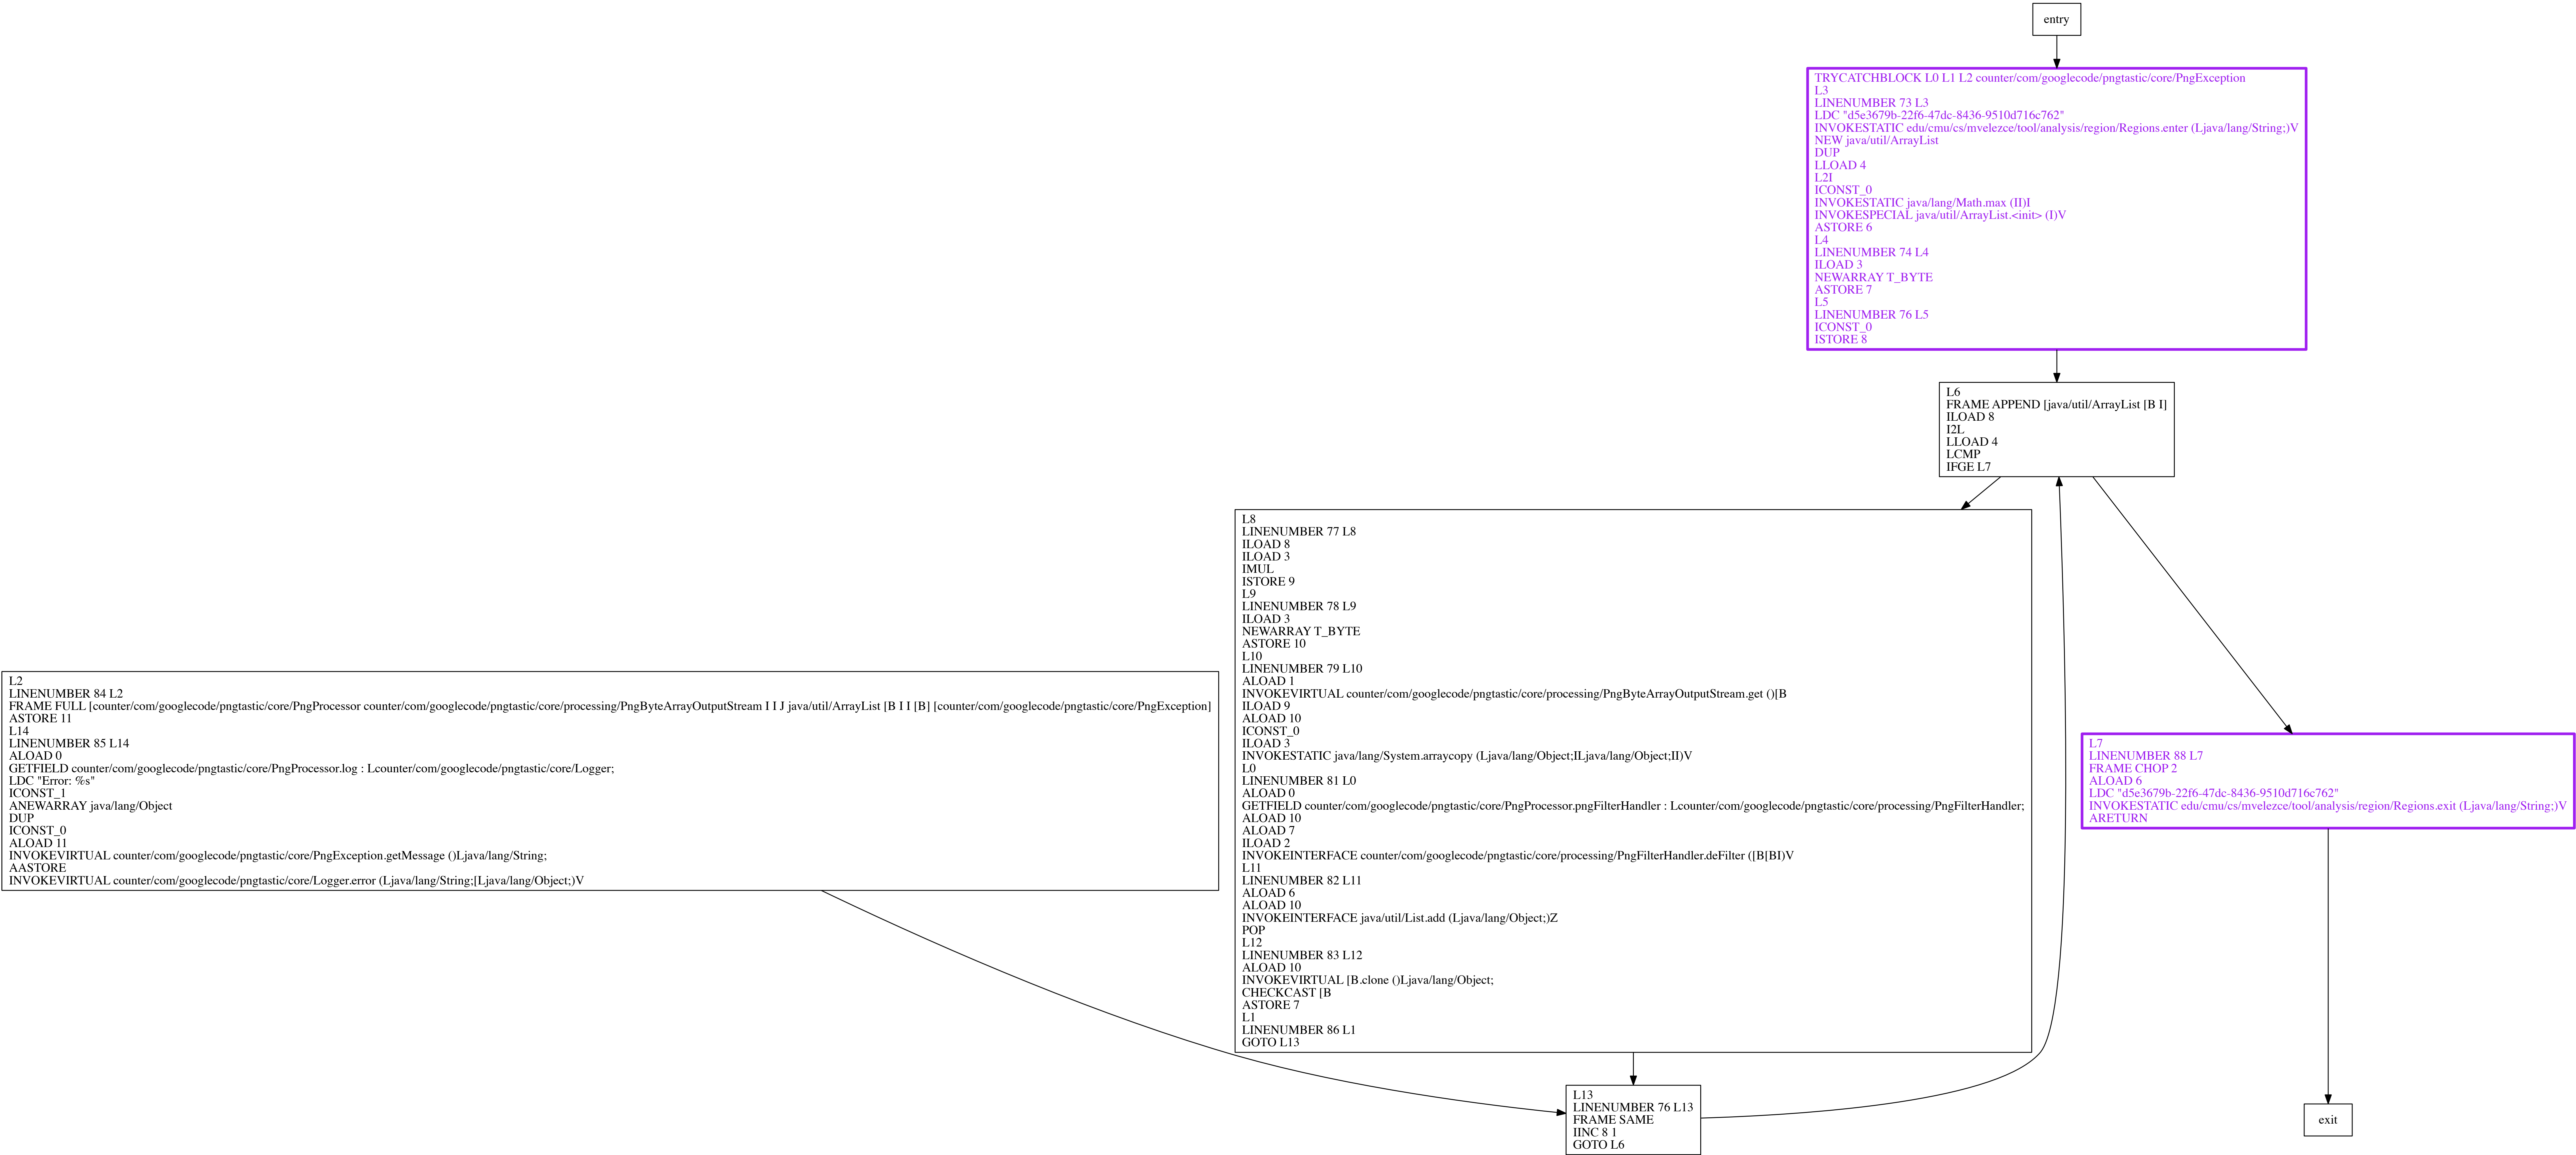 entry
TRYCATCHBLOCK L0 L1 L2 counter/com/googlecode/pngtastic/core/PngException
L3
LINENUMBER 73 L3
LDC "d5e3679b-22f6-47dc-8436-9510d716c762"
INVOKESTATIC edu/cmu/cs/mvelezce/tool/analysis/region/Regions.enter (Ljava/lang/String;)V
NEW java/util/ArrayList
DUP
LLOAD 4
L2I
ICONST_0
INVOKESTATIC java/lang/Math.max (II)I
INVOKESPECIAL java/util/ArrayList.<init> (I)V
ASTORE 6
L4
LINENUMBER 74 L4
ILOAD 3
NEWARRAY T_BYTE
ASTORE 7
L5
LINENUMBER 76 L5
ICONST_0
ISTORE 8
L6
FRAME APPEND [java/util/ArrayList [B I]
ILOAD 8
I2L
LLOAD 4
LCMP
IFGE L7
L8
LINENUMBER 77 L8
ILOAD 8
ILOAD 3
IMUL
ISTORE 9
L9
LINENUMBER 78 L9
ILOAD 3
NEWARRAY T_BYTE
ASTORE 10
L10
LINENUMBER 79 L10
ALOAD 1
INVOKEVIRTUAL counter/com/googlecode/pngtastic/core/processing/PngByteArrayOutputStream.get ()[B
ILOAD 9
ALOAD 10
ICONST_0
ILOAD 3
INVOKESTATIC java/lang/System.arraycopy (Ljava/lang/Object;ILjava/lang/Object;II)V
L0
LINENUMBER 81 L0
ALOAD 0
GETFIELD counter/com/googlecode/pngtastic/core/PngProcessor.pngFilterHandler : Lcounter/com/googlecode/pngtastic/core/processing/PngFilterHandler;
ALOAD 10
ALOAD 7
ILOAD 2
INVOKEINTERFACE counter/com/googlecode/pngtastic/core/processing/PngFilterHandler.deFilter ([B[BI)V
L11
LINENUMBER 82 L11
ALOAD 6
ALOAD 10
INVOKEINTERFACE java/util/List.add (Ljava/lang/Object;)Z
POP
L12
LINENUMBER 83 L12
ALOAD 10
INVOKEVIRTUAL [B.clone ()Ljava/lang/Object;
CHECKCAST [B
ASTORE 7
L1
LINENUMBER 86 L1
GOTO L13
L2
LINENUMBER 84 L2
FRAME FULL [counter/com/googlecode/pngtastic/core/PngProcessor counter/com/googlecode/pngtastic/core/processing/PngByteArrayOutputStream I I J java/util/ArrayList [B I I [B] [counter/com/googlecode/pngtastic/core/PngException]
ASTORE 11
L14
LINENUMBER 85 L14
ALOAD 0
GETFIELD counter/com/googlecode/pngtastic/core/PngProcessor.log : Lcounter/com/googlecode/pngtastic/core/Logger;
LDC "Error: %s"
ICONST_1
ANEWARRAY java/lang/Object
DUP
ICONST_0
ALOAD 11
INVOKEVIRTUAL counter/com/googlecode/pngtastic/core/PngException.getMessage ()Ljava/lang/String;
AASTORE
INVOKEVIRTUAL counter/com/googlecode/pngtastic/core/Logger.error (Ljava/lang/String;[Ljava/lang/Object;)V
L7
LINENUMBER 88 L7
FRAME CHOP 2
ALOAD 6
LDC "d5e3679b-22f6-47dc-8436-9510d716c762"
INVOKESTATIC edu/cmu/cs/mvelezce/tool/analysis/region/Regions.exit (Ljava/lang/String;)V
ARETURN
L13
LINENUMBER 76 L13
FRAME SAME
IINC 8 1
GOTO L6
exit